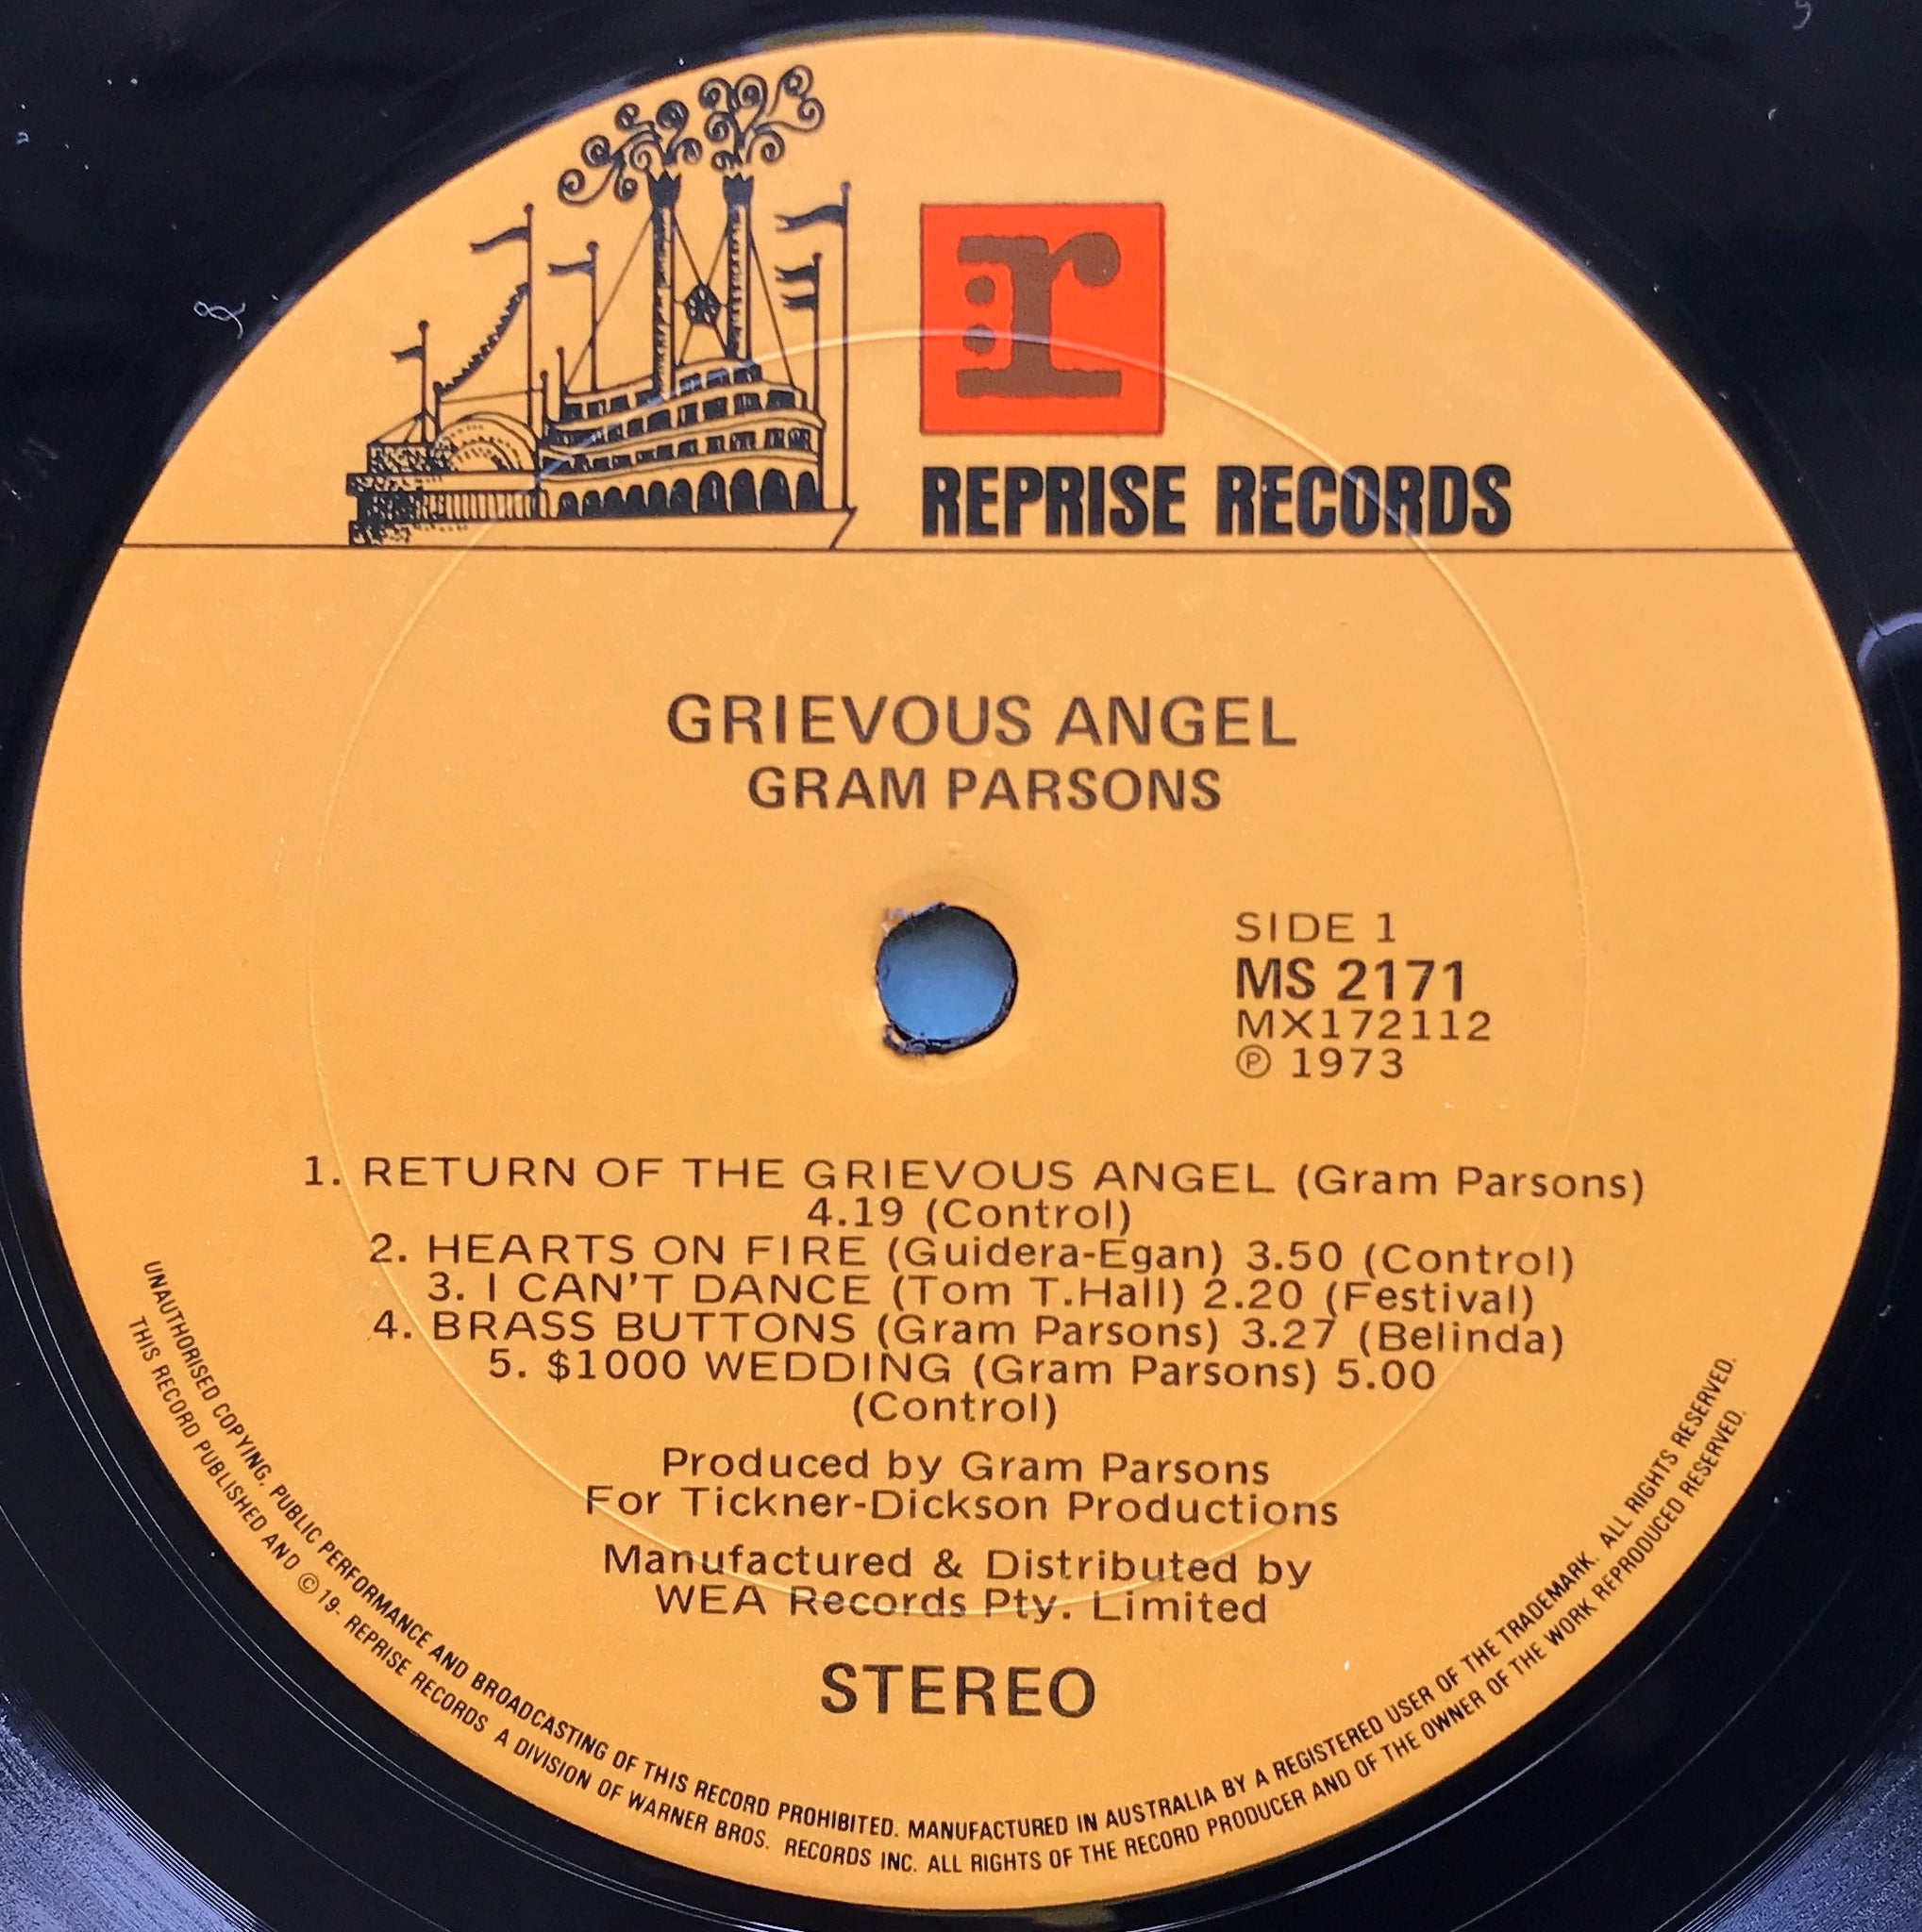 r:
REPRISE RECORDS
GRIEVOUS ANGEL
GRAM PARSONS
SIDE 1
MS 2171
MX172112
℗ 1973
1. RETURN OF THE GRIEVOUS ANGEL (Gram Parsons)
4.19 (Control)
2. HEARTS ON FIRE (Guidera-Egan) 3.50 (Control)
3. I CAN'T DANCE (Tom T.Hall) 2.20 (Festival)
4. BRASS BUTTONS (Gram Parsons) 3.27 (Belinda)
5. $1000 WEDDING (Gram Parsons) 5.00
(Control)
Produced by Gram Parsons
For Tickner-Dickson Productions
Manufactured & Distributed by
WEA Records Pty. Limited
STEREO
UNAUTHORISED COPYING, PUBLIC PERFORMANCE AND BROADCASTING OF THIS RECORD PROHIBITED. MANUFACTURED IN AUSTRALIA BY A REGISTERED USER OF THE TRADEMARK. ALL RIGHTS RESERVED.
THIS RECORD PUBLISHED AND © 19- REPRISE RECORDS A DIVISION OF WARNER BROS. RECORDS INC. ALL RIGHTS OF THE RECORD PRODUCER AND OF THE OWNER OF THE WORK REPRODUCED RESERVED.